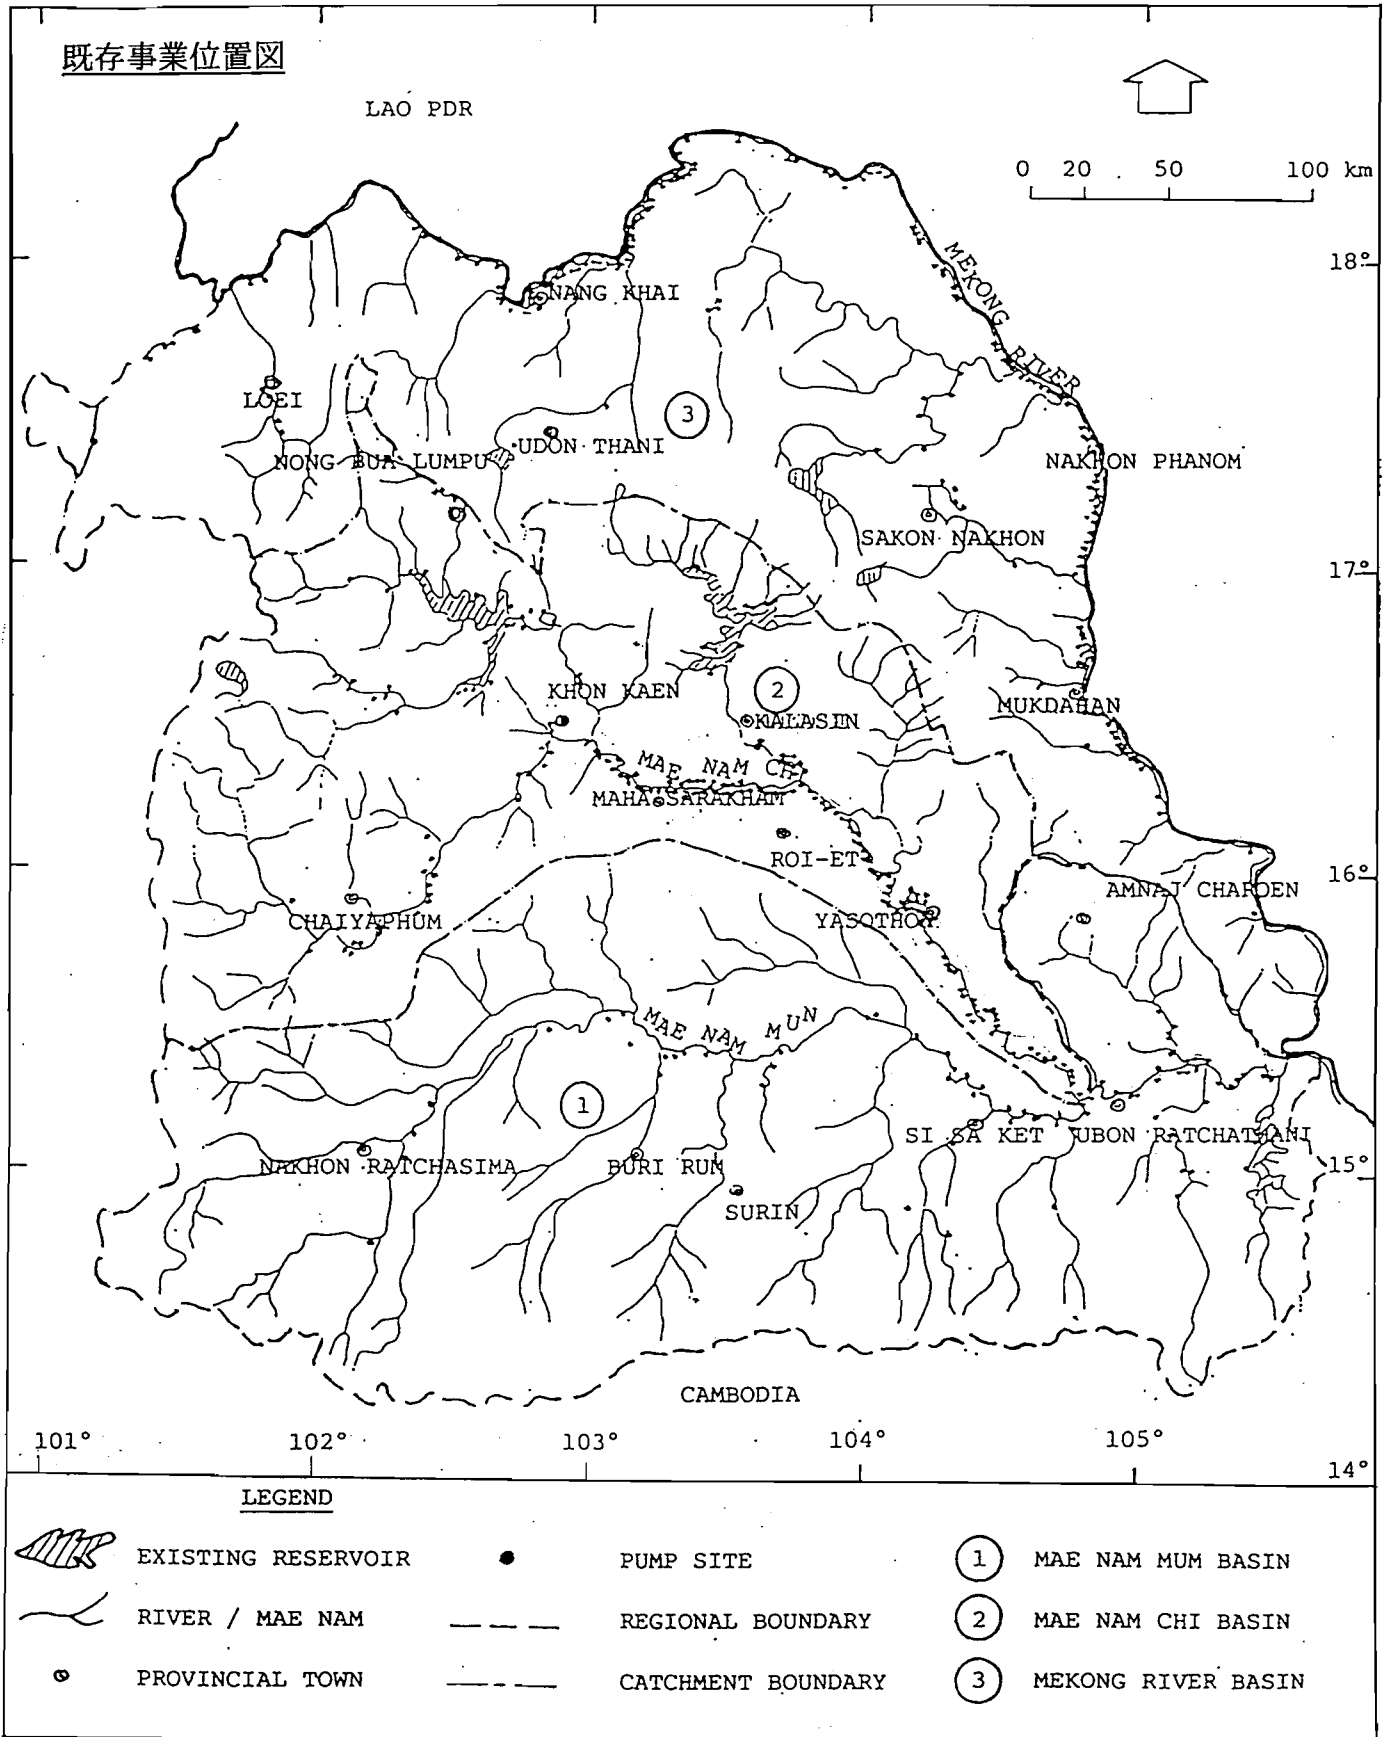 既存事業位置図
LAO PDR
0 20 50 100 km
MEKONG RIVER
18°
NANG KHAI
LOEI
3
UDON THANI
NONG BUA LUMPU
NAKHON PHANOM
SAKON NAKHON
17°
KHON KAEN
2
MUKDAHAN
KALASIN
MAE NAM CHI
MAHA SARAKHAM
ROI-ET
16°
AMNAJ CHAROEN
CHAIYAPHUM
YASOTHON
MAE NAM MUN
1
SI SA KET
UBON RATCHATHANI
NAKHON RATCHASIMA
BURI RUM
15°
SURIN
CAMBODIA
101° 102° 103° 104° 105°
14°
LEGEND
EXISTING RESERVOIR
PUMP SITE
1 MAE NAM MUM BASIN
RIVER / MAE NAM
REGIONAL BOUNDARY
2 MAE NAM CHI BASIN
PROVINCIAL TOWN
CATCHMENT BOUNDARY
3 MEKONG RIVER BASIN